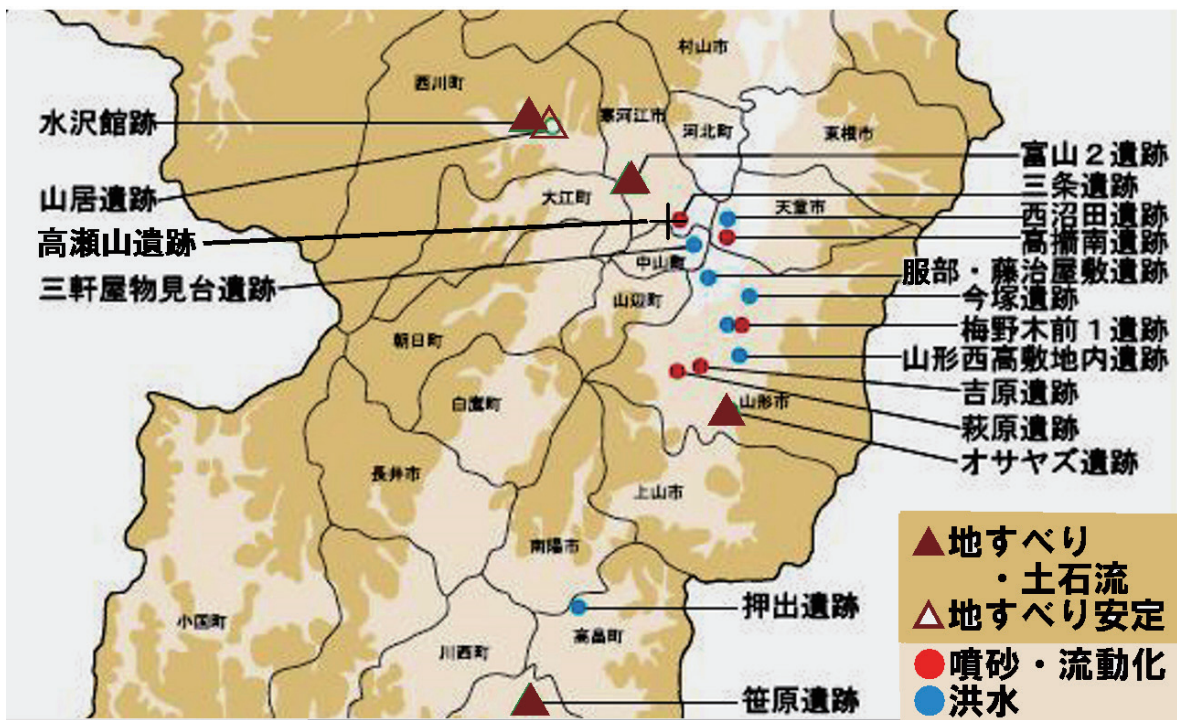 村山市
西川町
水沢館跡
寒河江市
河北町
東根市
富山2遺跡
山居遺跡
大江町
三条遺跡
天童市
西沼田遺跡
高瀬山遺跡
高擶南遺跡
中山町
三軒屋物見台遺跡
服部・藤治屋敷遺跡
山辺町
今塚遺跡
朝日町
梅野木前1遺跡
山形西高敷地内遺跡
吉原遺跡
白鷹町
山形市
萩原遺跡
オサヤズ遺跡
長井市
上山市
南陽市
地すべり
・土石流
押出遺跡
地すべり安定
小国町
高畠町
川西町
噴砂・流動化
笹原遺跡
洪水